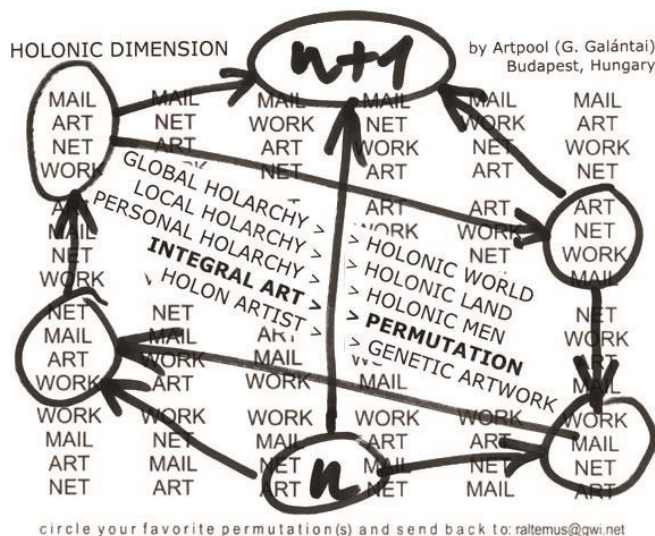 HOLONIC DIMENSION
n+1
by Artpool (G. Galántai)
Budapest, Hungary
MAIL MAIL MAIL MAIL MAIL MAIL
ART NET WORK NET WORK ART
NET ART ART WORK NET WORK
WORK NET ART ART NET
GLOBAL HOLARCHY > > HOLONIC WORLD
LOCAL HOLARCHY > > HOLONIC LAND
PERSONAL HOLARCHY > > HOLONIC MEN
INTEGRAL ART > > PERMUTATION
HOLON ARTIST > > GENETIC ARTWORK
ART ART ART ART
MAIL WORK NET
NET WORK
WORK MAIL
NET NET NET
MAIL MAIL ART WORK
ART WORK MAIL ART
WORK ART WORK MAIL
WORK WORK WORK WORK WORK WORK
MAIL NET MAIL ART ART MAIL
ART MAIL NET MAIL NET NET
NET ART ART n NET MAIL ART
circle your favorite permutation(s) and send back to: raltemus@gwi.net